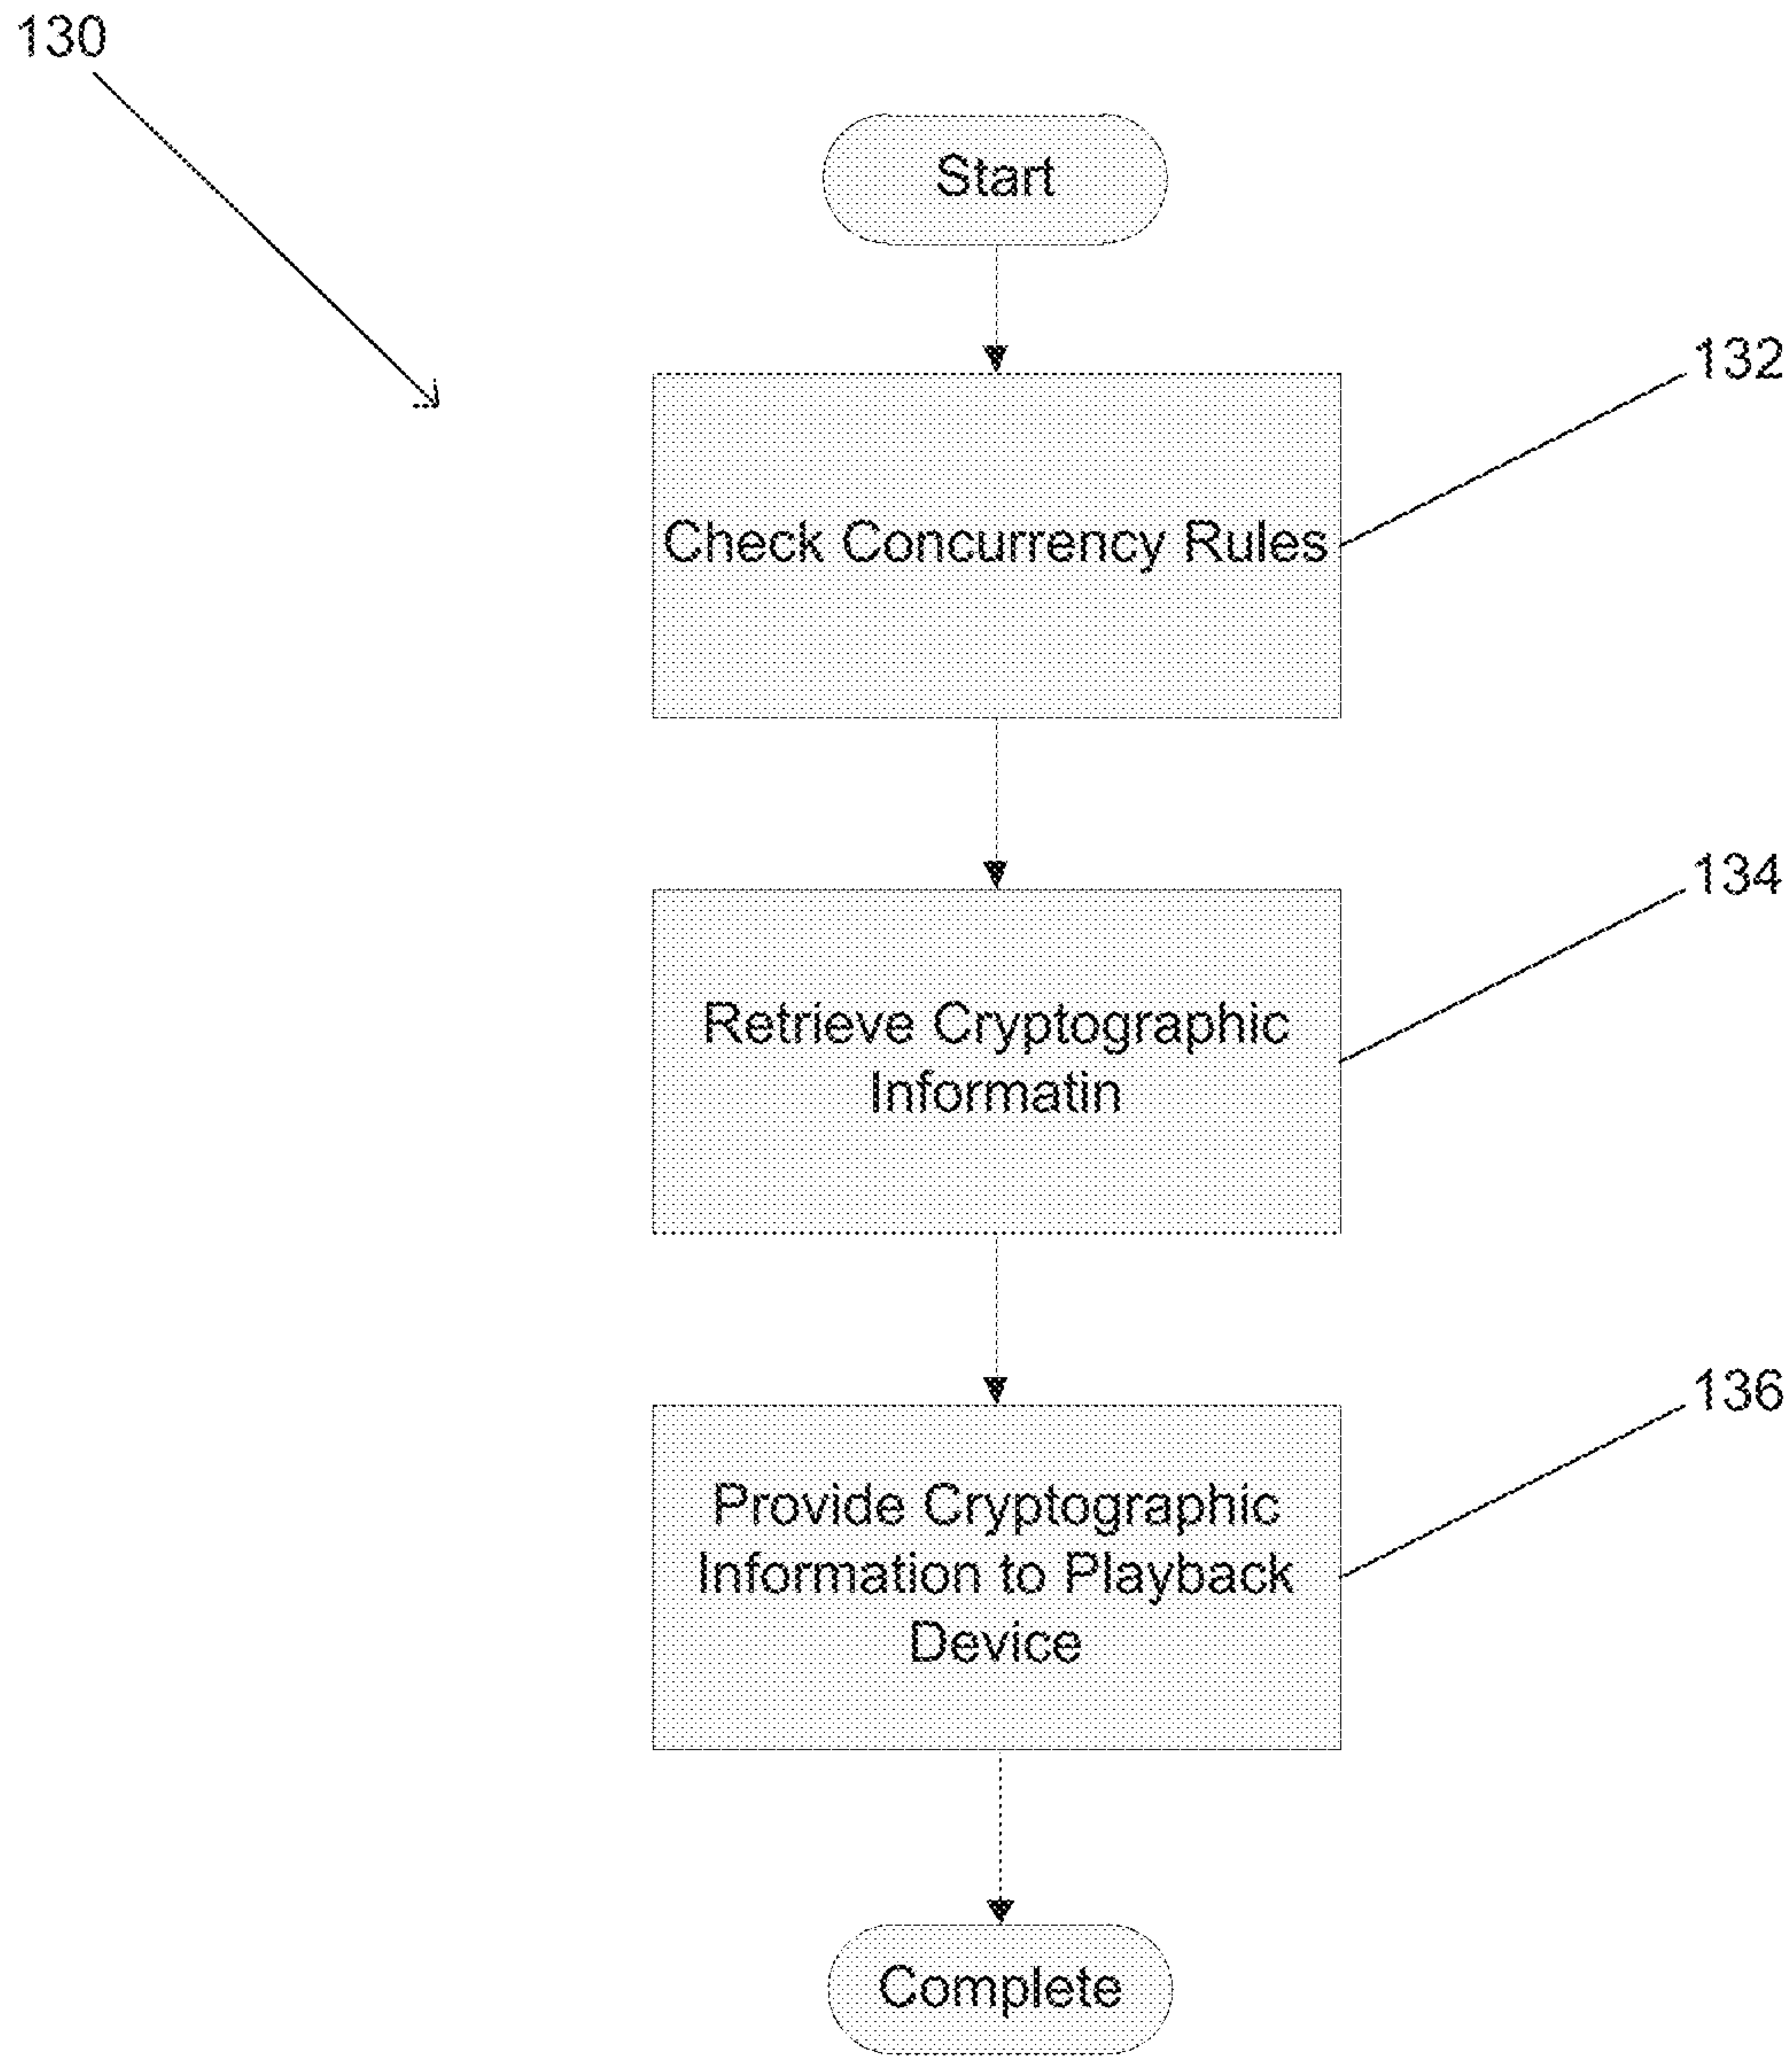 130
Start
132
Check Concurrency Rules
134
Retrieve Cryptographic
Informatin
136
Provide Cryptographic
Information to Playback
Device
Complete